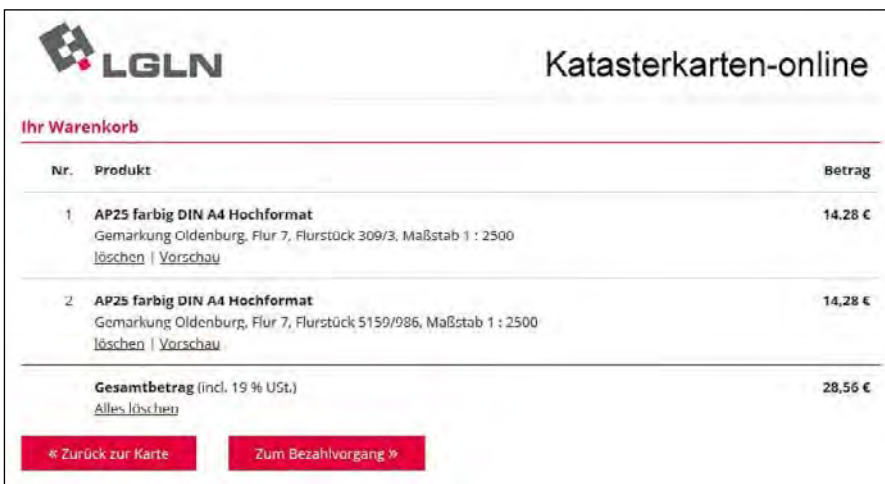 LGLN
Katasterkarten-online
Ihr Warenkorb
Nr. Produkt Betrag
1 AP25 farbig DIN A4 Hochformat 14,28 €
Gemarkung Oldenburg, Flur 7, Flurstück 309/3, Maßstab 1 : 2500
löschen | Vorschau
2 AP25 farbig DIN A4 Hochformat 14,28 €
Gemarkung Oldenburg, Flur 7, Flurstück 5159/986, Maßstab 1 : 2500
löschen | Vorschau
Gesamtbetrag (incl. 19 % USt.) 28,56 €
Alles löschen
« Zurück zur Karte Zum Bezahlvorgang »